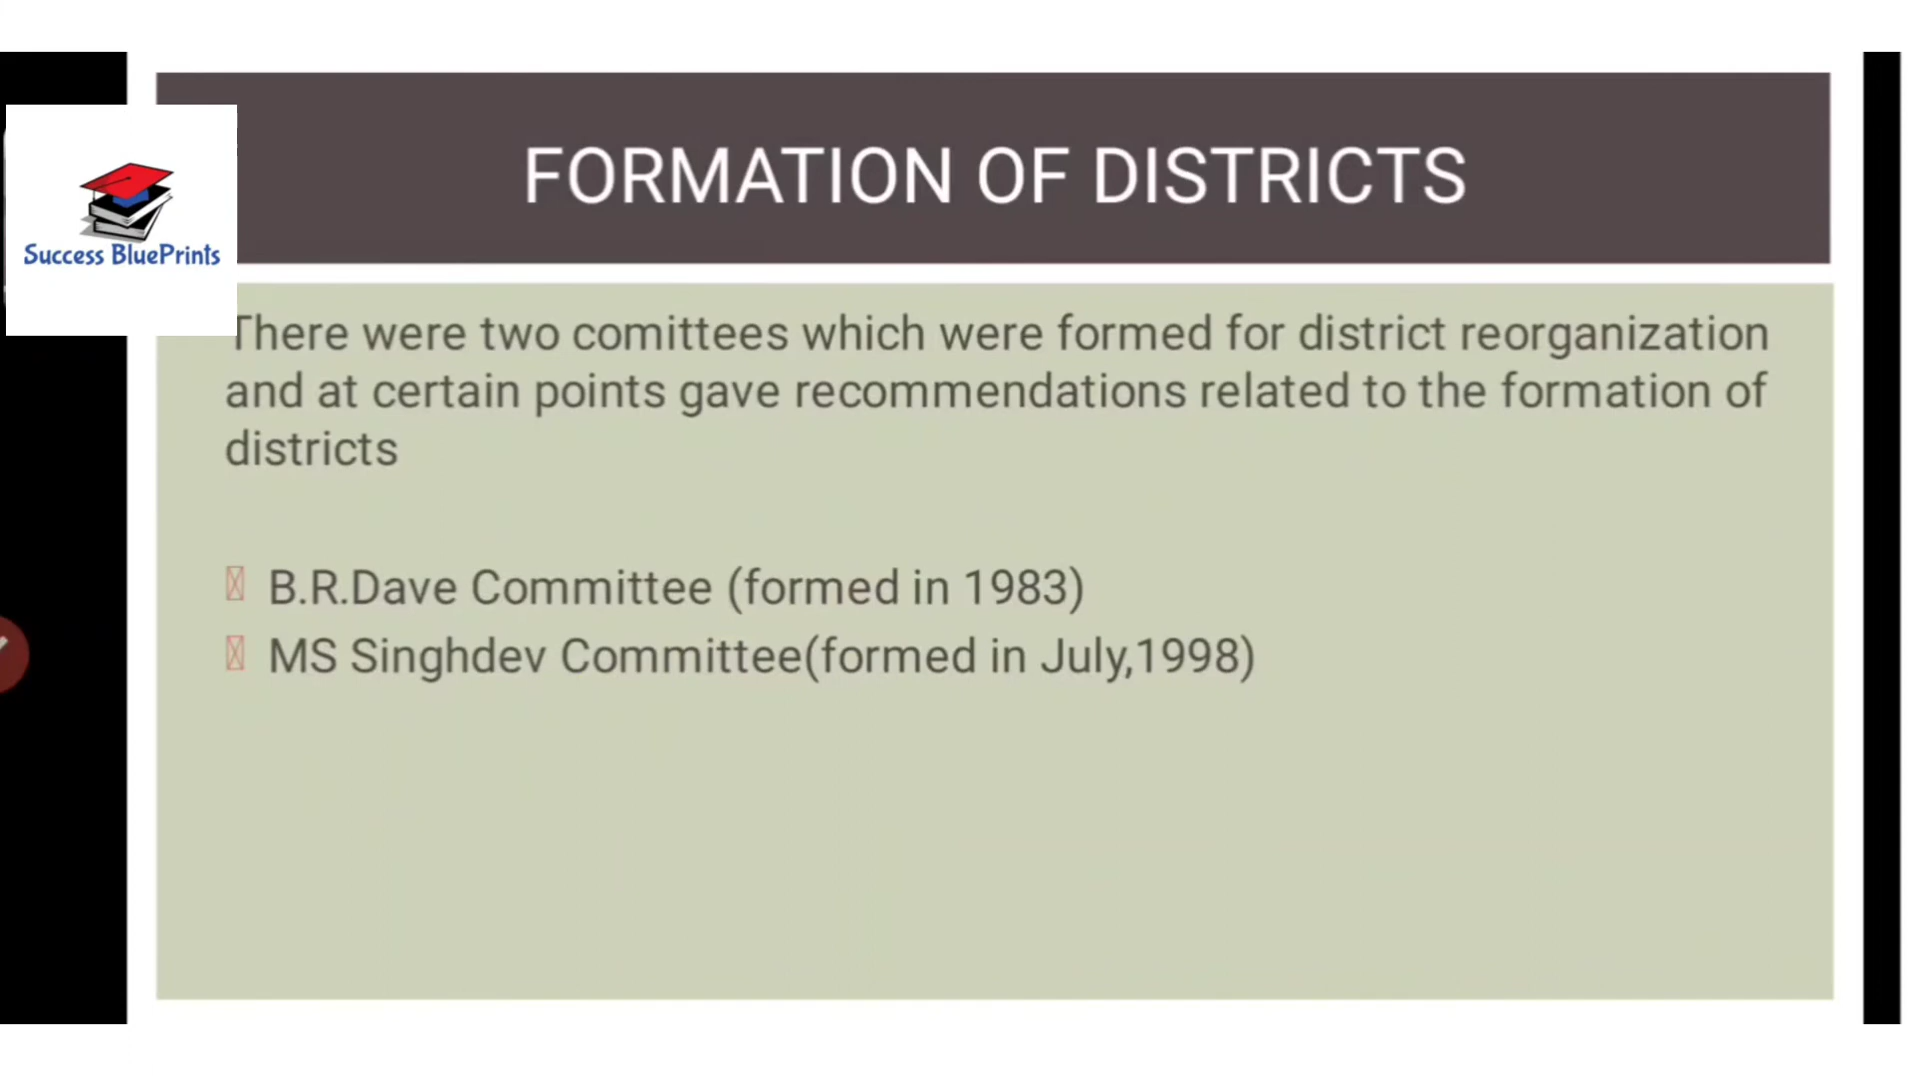 FORMATION OF DISTRICTS
Success BluePrints
There were two comittees which were formed for district reorganization
and at certain points gave recommendations related to the formation of
districts
B.R.Dave Committee (formed in 1983)
MS Singhdev Committee(formed in July,1998)